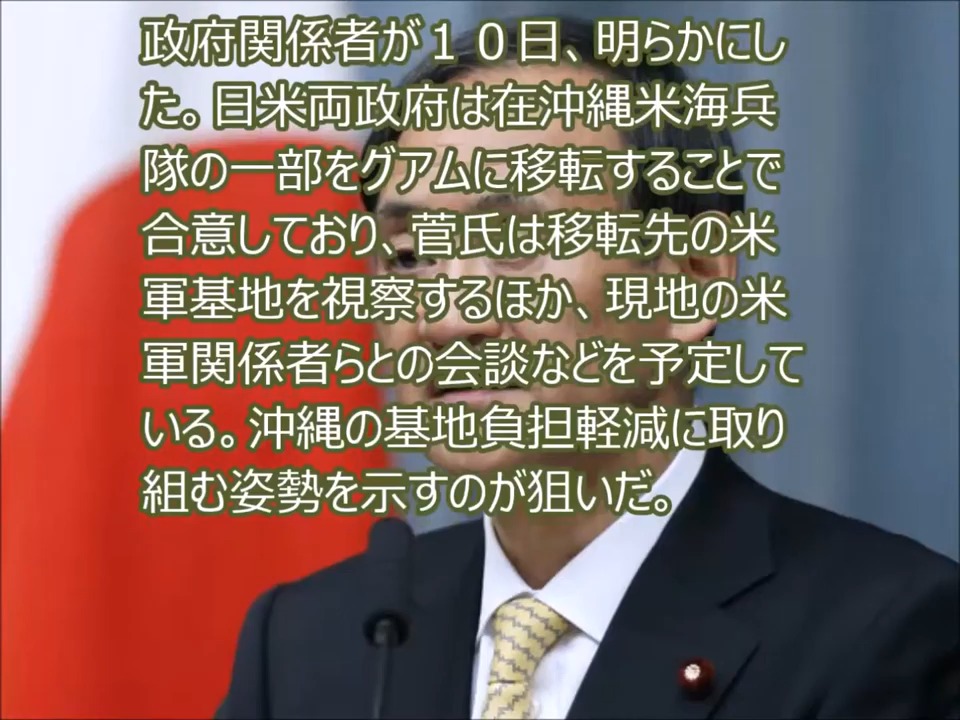 政府関係者が１０日、明らかにし
た。日米両政府は在沖縄米海兵
隊の一部をグアムに移転することで
合意しており、菅氏は移転先の米
軍基地を視察するほか、現地の米
軍関係者らとの会談などを予定して
いる。沖縄の基地負担軽減に取り
組む姿勢を示すのが狙いだ。